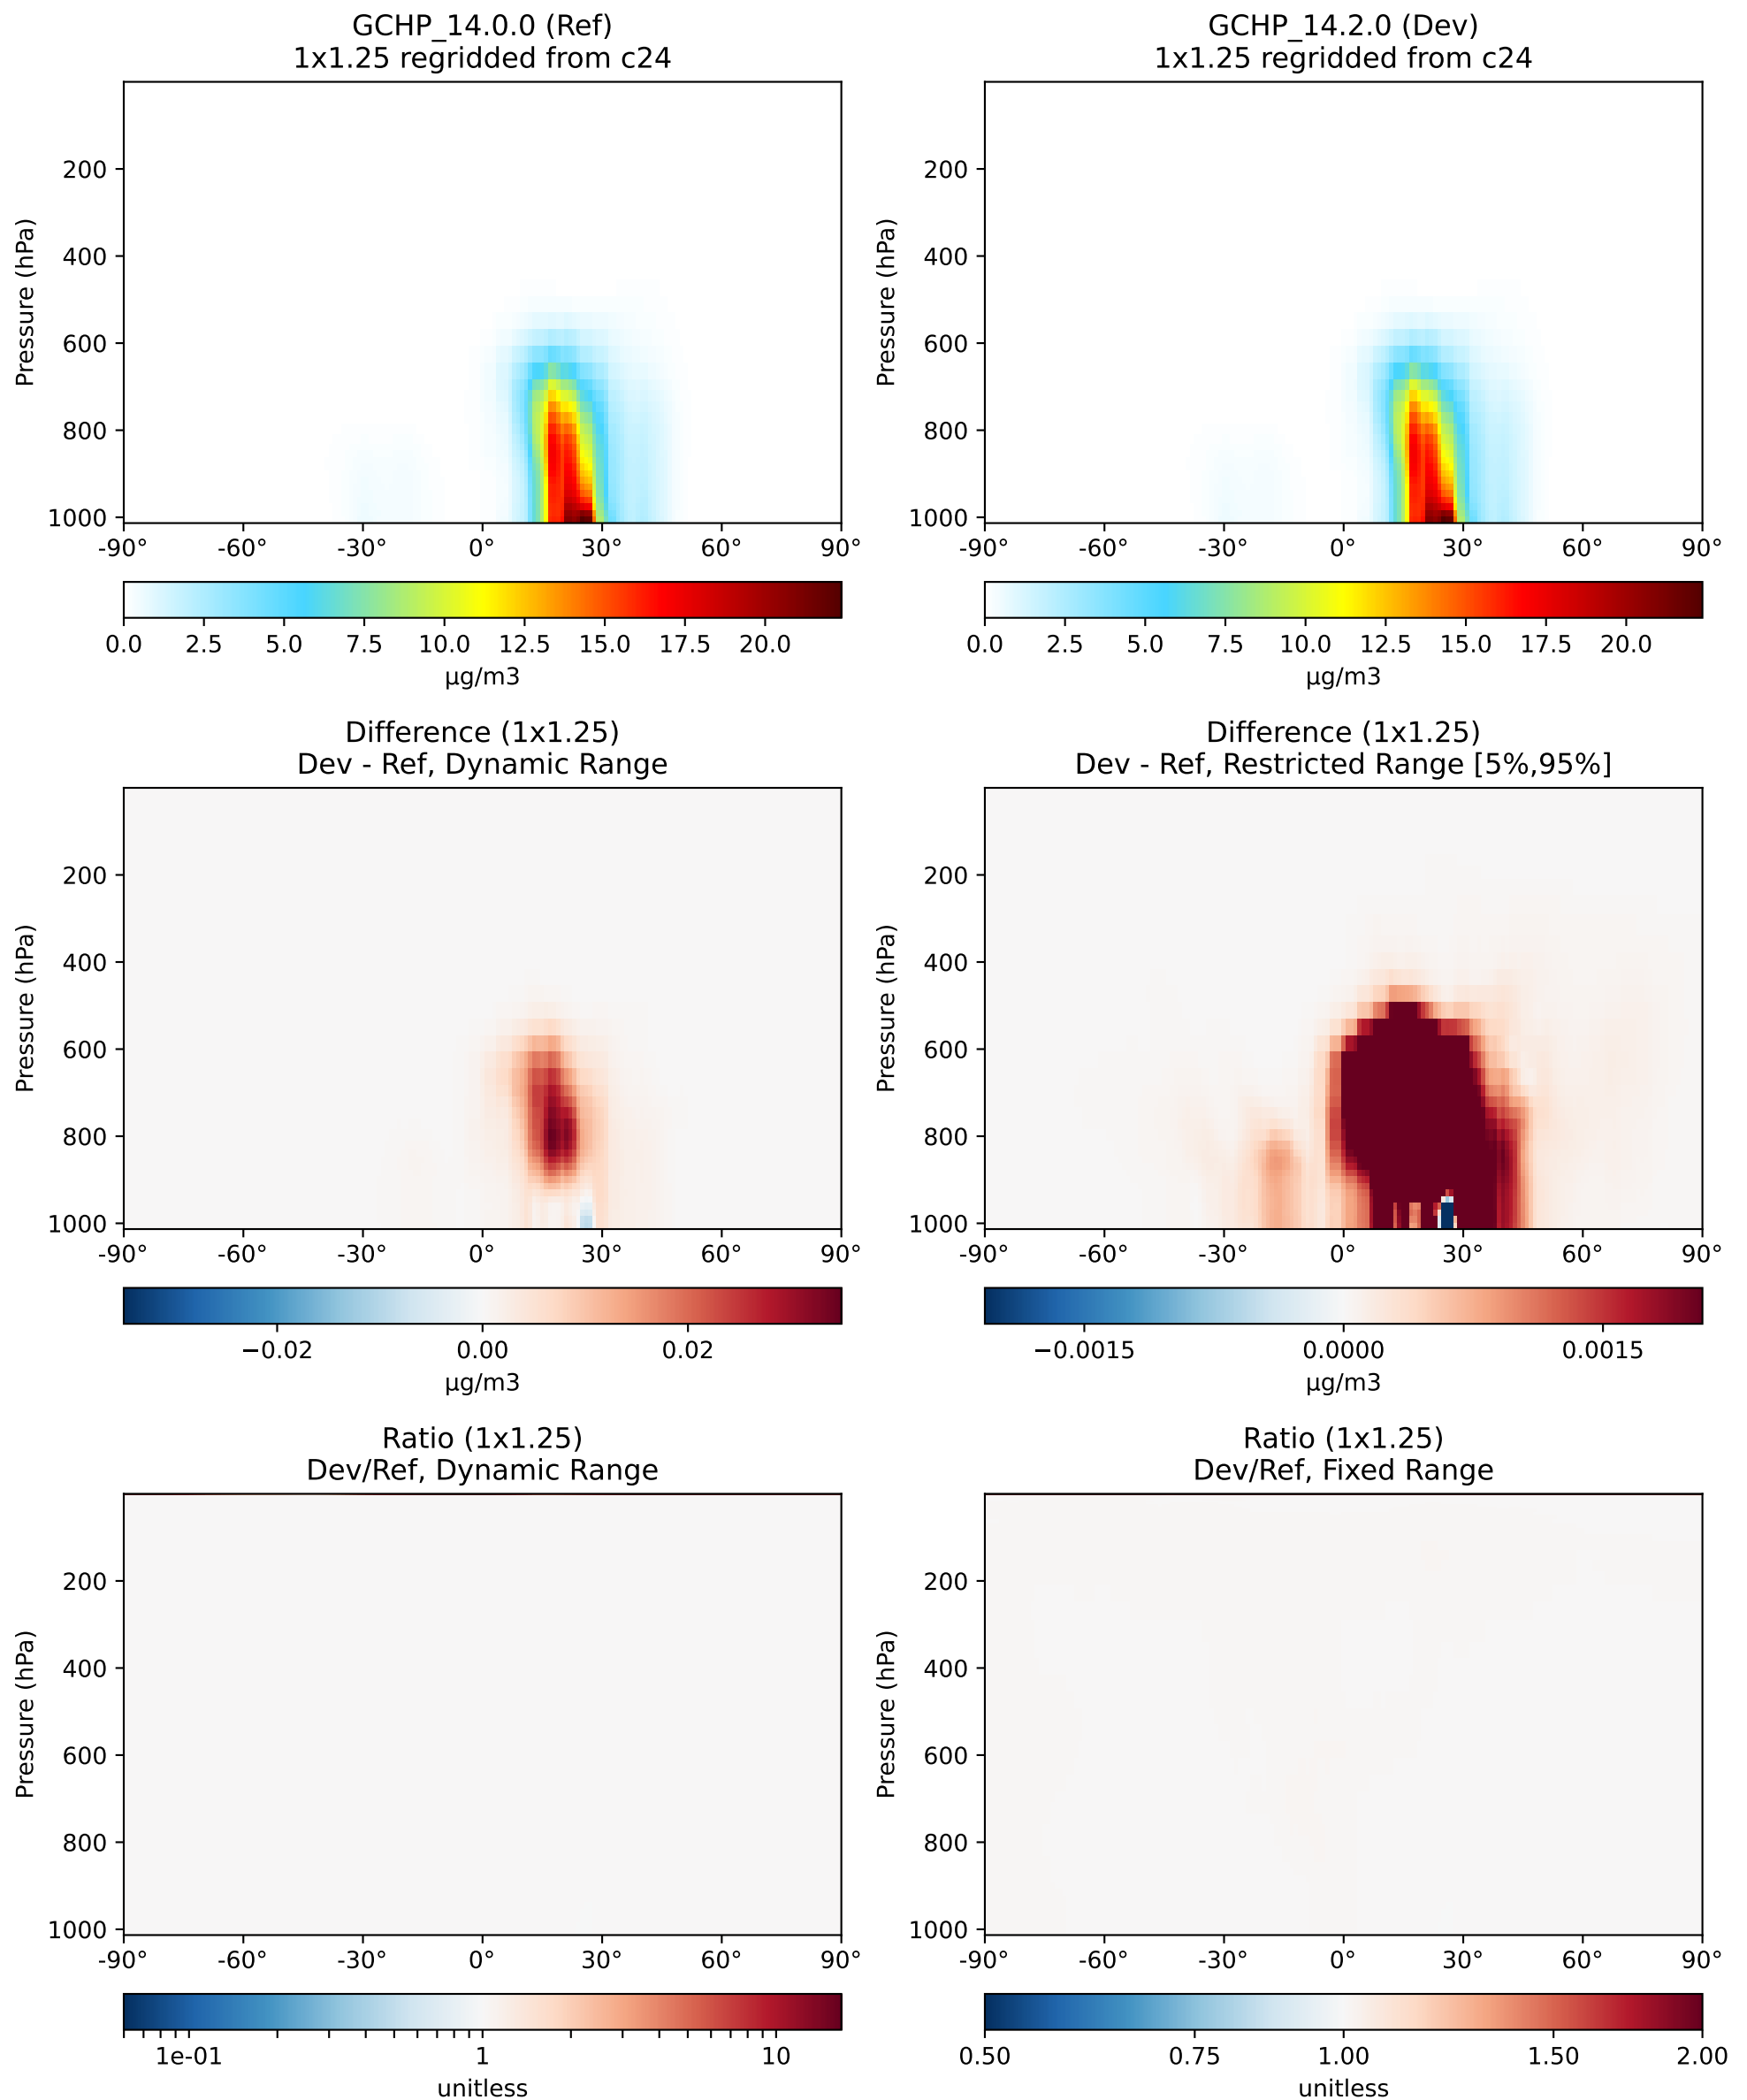 GCHP_14.0.0 (Ref)
1x1.25 regridded from c24
Pressure (hPa)
200
400
600
800
1000
-90° -60° -30° 0° 30° 60° 90°
0.0 2.5 5.0 7.5 10.0 12.5 15.0 17.5 20.0
μg/m3
GCHP_14.2.0 (Dev)
1x1.25 regridded from c24
Pressure (hPa)
200
400
600
800
1000
-90° -60° -30° 0° 30° 60° 90°
0.0 2.5 5.0 7.5 10.0 12.5 15.0 17.5 20.0
μg/m3
Difference (1x1.25)
Dev - Ref, Dynamic Range
Pressure (hPa)
200
400
600
800
1000
-90° -60° -30° 0° 30° 60° 90°
−0.02 0.00 0.02
μg/m3
Difference (1x1.25)
Dev - Ref, Restricted Range [5%,95%]
Pressure (hPa)
200
400
600
800
1000
-90° -60° -30° 0° 30° 60° 90°
−0.0015 0.0000 0.0015
μg/m3
Ratio (1x1.25)
Dev/Ref, Dynamic Range
Pressure (hPa)
200
400
600
800
1000
-90° -60° -30° 0° 30° 60° 90°
1e-01 1 10
unitless
Ratio (1x1.25)
Dev/Ref, Fixed Range
Pressure (hPa)
200
400
600
800
1000
-90° -60° -30° 0° 30° 60° 90°
0.50 0.75 1.00 1.50 2.00
unitless